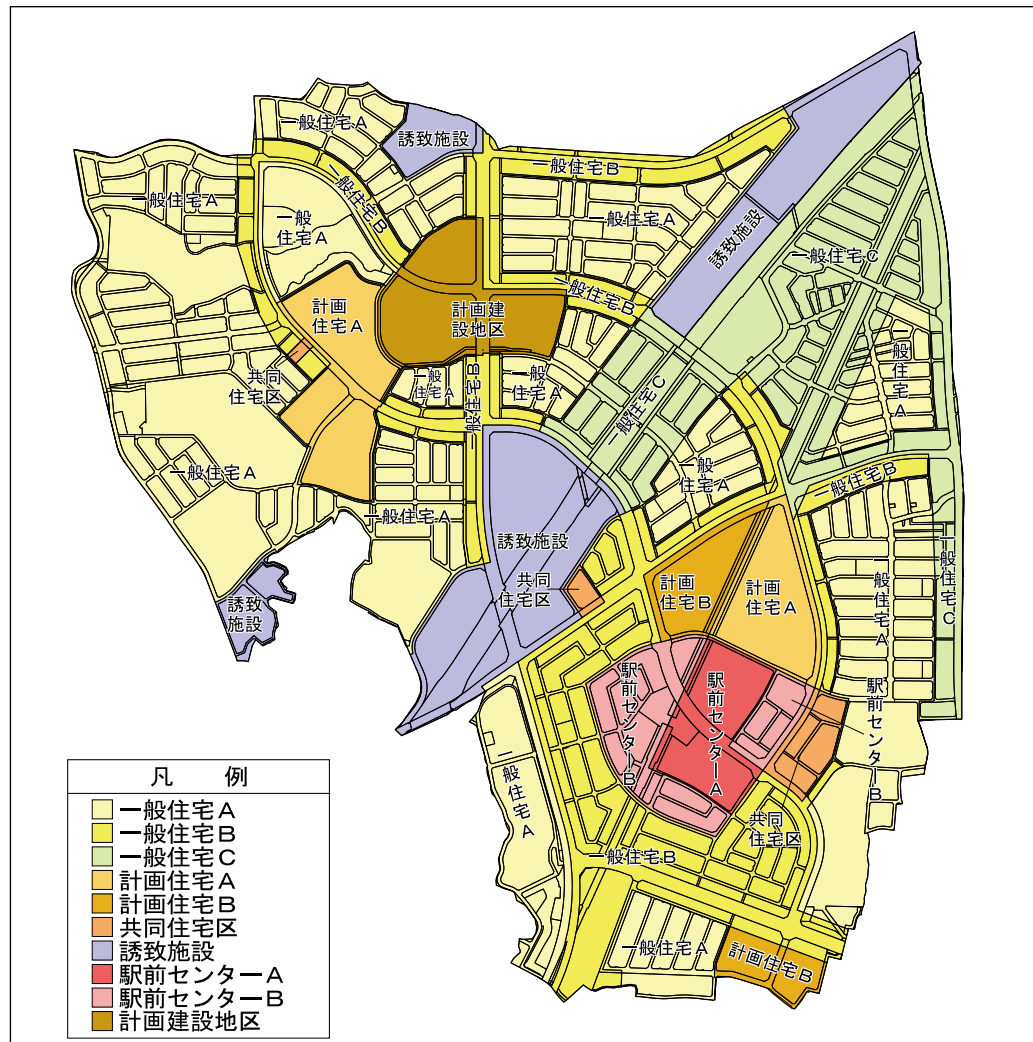 一般住宅A
誘致施設
一般住宅B
一般住宅A
一般住宅B
一般住宅A
一般
住宅A
誘致施設
一般住宅C
計画
住宅A
計画建
設地区
一般住宅B
一般住宅A
共同
住宅区
一般
住宅A
一般住宅B
一般
住宅A
一般住宅C
一般
住宅A
一般住宅A
一般住宅A
一般住宅B
誘致施設
共同
住宅区
計画
住宅B
計画
住宅A
一般住宅A
一般住宅C
誘致
施設
駅前センターB
駅前センターA
駅前センターB
一般住宅A
共同
住宅区
一般住宅B
一般住宅A
計画住宅B
凡 例
一般住宅A
一般住宅B
一般住宅C
計画住宅A
計画住宅B
共同住宅区
誘致施設
駅前センターA
駅前センターB
計画建設地区